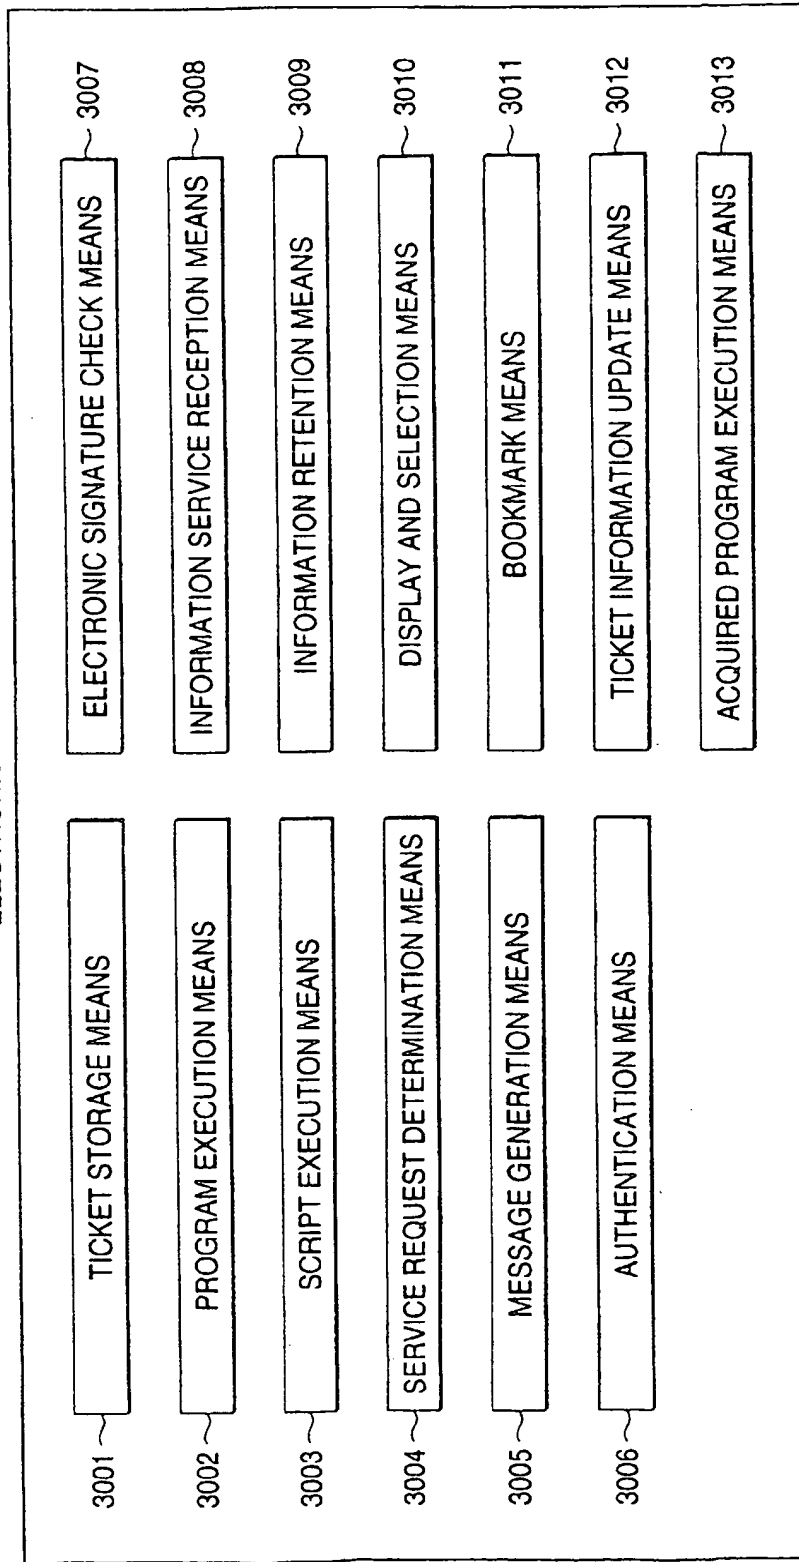 3001 TICKET STORAGE MEANS
3002 PROGRAM EXECUTION MEANS
3003 SCRIPT EXECUTION MEANS
3004 SERVICE REQUEST DETERMINATION MEANS
3005 MESSAGE GENERATION MEANS
3006 AUTHENTICATION MEANS
ELECTRONIC SIGNATURE CHECK MEANS 3007
INFORMATION SERVICE RECEPTION MEANS 3008
INFORMATION RETENTION MEANS 3009
DISPLAY AND SELECTION MEANS 3010
BOOKMARK MEANS 3011
TICKET INFORMATION UPDATE MEANS 3012
ACQUIRED PROGRAM EXECUTION MEANS 3013